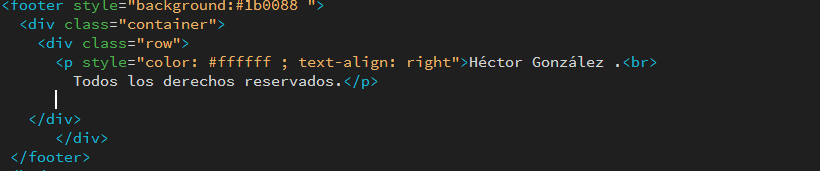 <footer style="background:#1b0088 ">
<div class="container">
<div class="row">
<p style="color: #ffffff ; text-align: right">Héctor González .<br>
Todos los derechos reservados.</p>
</div>
</div>
</footer>